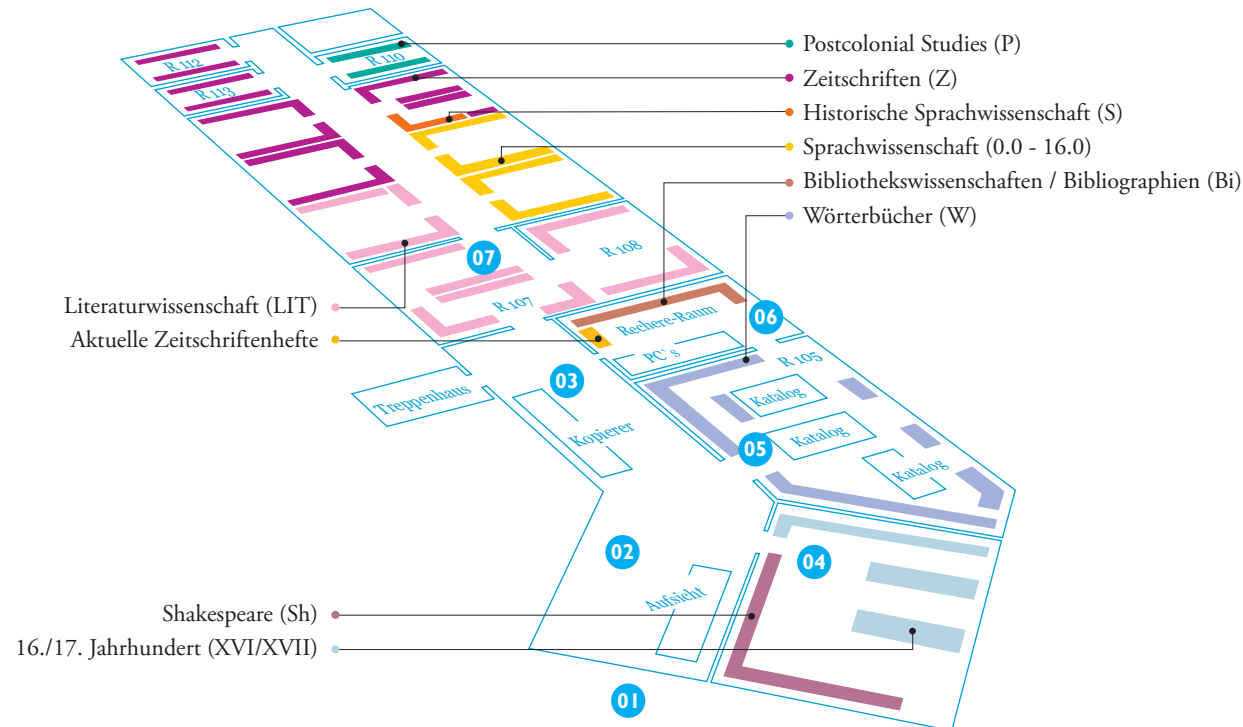 Postcolonial Studies (P)
Zeitschriften (Z)
Historische Sprachwissenschaft (S)
Sprachwissenschaft (0.0 - 16.0)
Bibliothekswissenschaften / Bibliographien (Bi)
Wörterbücher (W)
R 112
R 110
R 113
R 108
07
Literaturwissenschaft (LIT)
R 107
Aktuelle Zeitschriftenhefte
Rechere-Raum
06
PC`s
R 105
03
Treppenhaus
Katalog
Kopierer
Katalog
05
Katalog
02
04
Aufsicht
Shakespeare (Sh)
16./17. Jahrhundert (XVI/XVII)
01